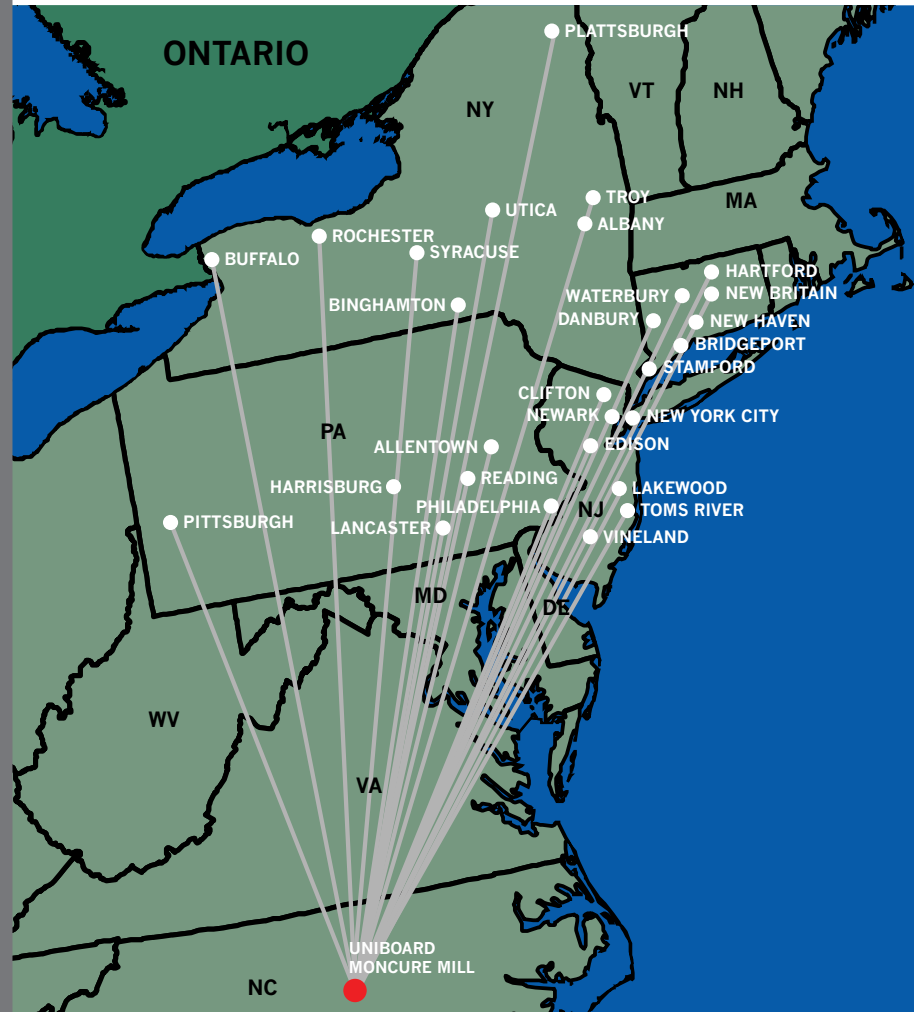 PLATTSBURGH
ONTARIO
VT
NH
NY
TROY
MA
UTICA
ALBANY
ROCHESTER
SYRACUSE
BUFFALO
HARTFORD
WATERBURY
NEW BRITAIN
BINGHAMTON
DANBURY
NEW HAVEN
BRIDGEPORT
STAMFORD
CLIFTON
NEWARK
NEW YORK CITY
PA
ALLENTOWN
EDISON
READING
HARRISBURG
LAKEWOOD
PHILADELPHIA
NJ
TOMS RIVER
PITTSBURGH
LANCASTER
VINELAND
MD
DE
WV
VA
UNIBOARD
MONCURE MILL
NC